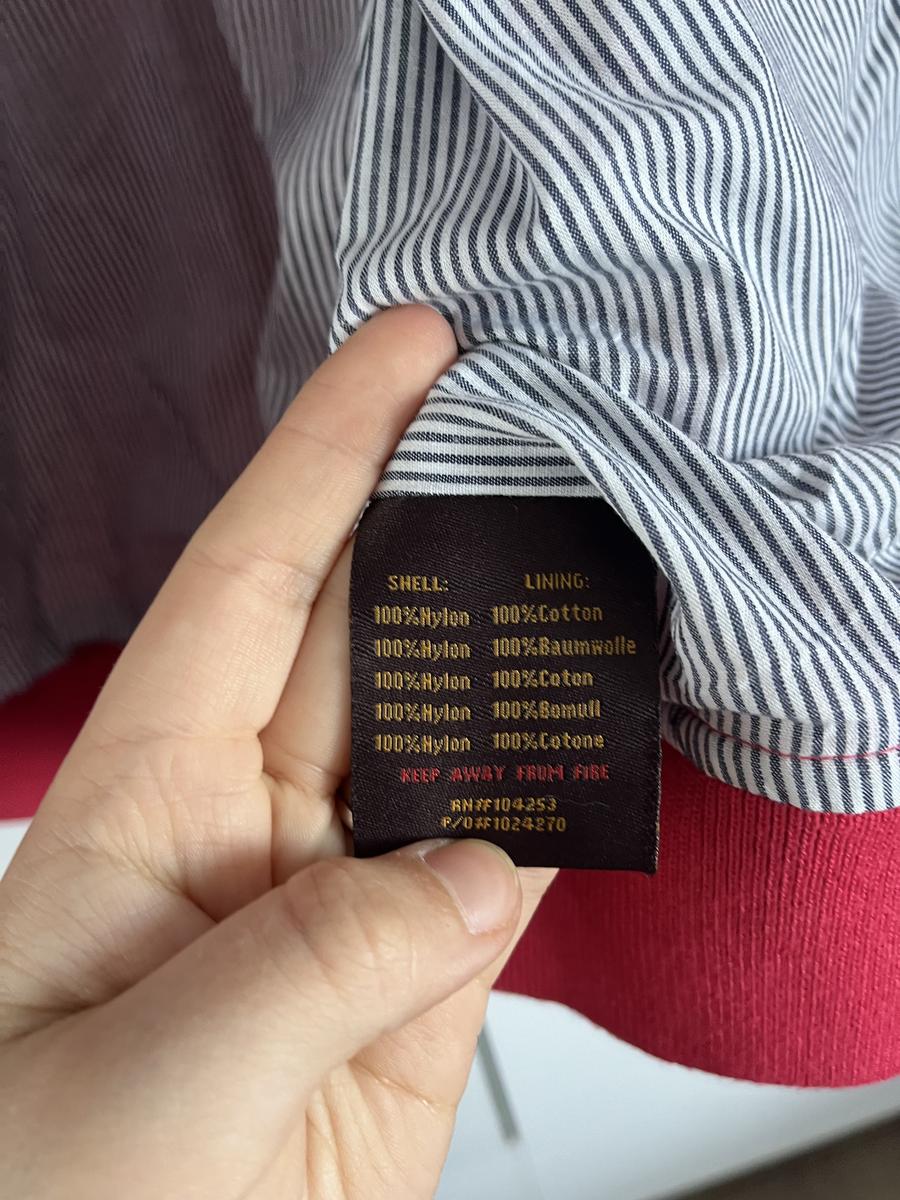 SHELL: LINING:
100%Nylon 100%Cotton
100%Nylon 100%Baumwolle
100%Nylon 100%Coton
100%Nylon 100%Bomull
100%Nylon 100%Cotone
KEEP AWAY FROM FIRE
RN#104253
P/O#1024270